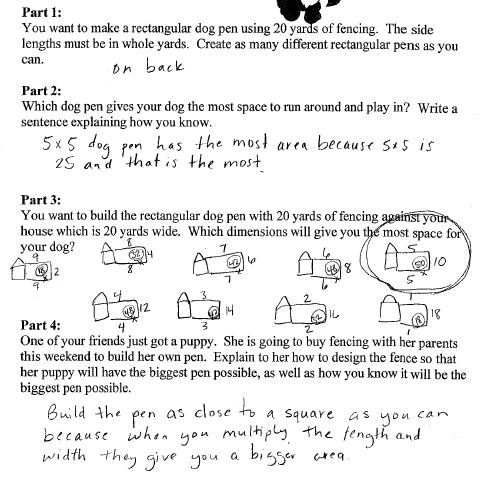 Part 1:
You want to make a rectangular dog pen using 20 yards of fencing. The side
lengths must be in whole yards. Create as many different rectangular pens as you
can.
on back
Part 2:
Which dog pen gives your dog the most space to run around and play in? Write a
sentence explaining how you know.
5x5 dog pen has the most area because 5x5 is
25 and that is the most.
Part 3:
You want to build the rectangular dog pen with 20 yards of fencing against your
house which is 20 yards wide. Which dimensions will give you the most space for
your dog?
9 8 7 6 5
18 2 32 4 42 6 48 8 50 10
9 8 7 6 5
4 3 2 1
48 12 14 16 18 18
4 3 2 1
Part 4:
One of your friends just got a puppy. She is going to buy fencing with her parents
this weekend to build her own pen. Explain to her how to design the fence so that
her puppy will have the biggest pen possible, as well as how you know it will be the
biggest pen possible.
Build the pen as close to a square as you can
because when you multiply the length and
width they give you a bigger area.